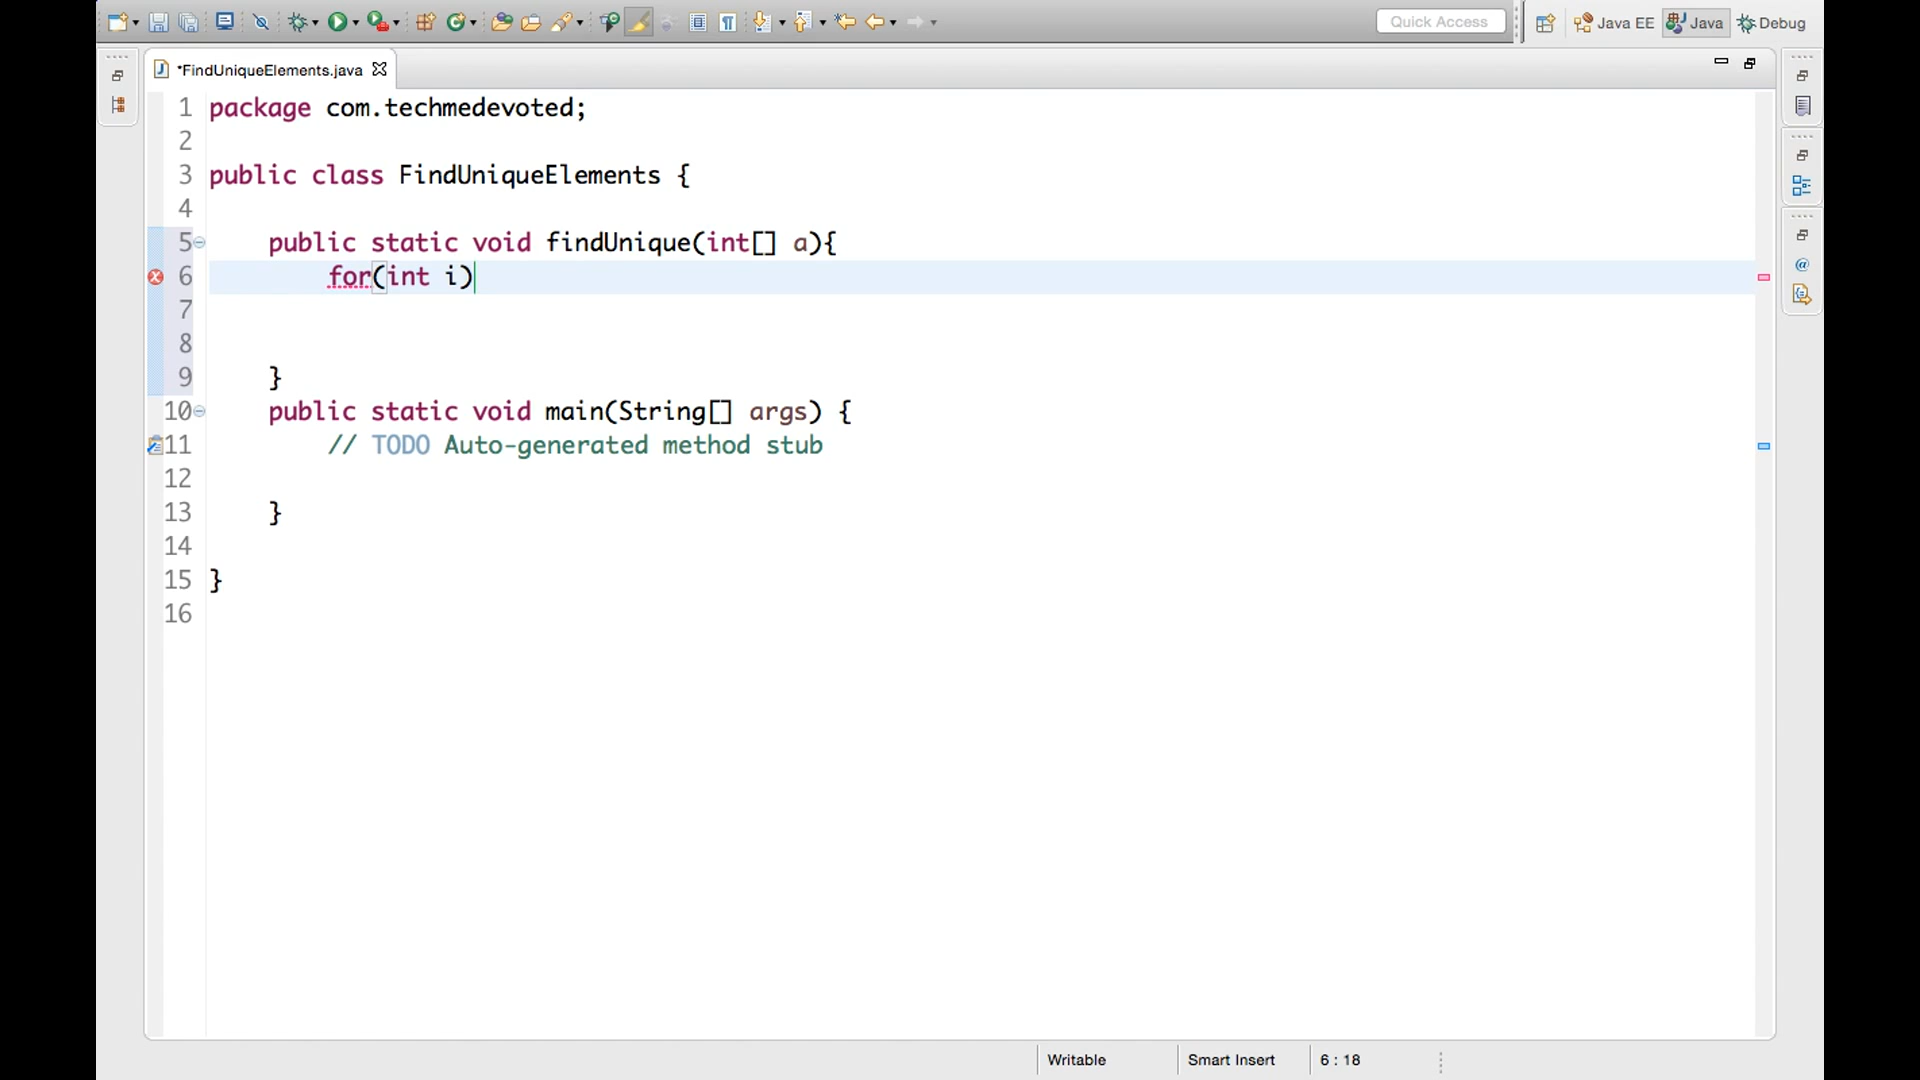 Quick Access
Java EE
Java
Debug
*FindUniqueElements.java
1 package com.techmedevoted;
2
3 public class FindUniqueElements {
4
5 public static void findUnique(int[] a){
6 for(int i)
7
8
9 }
10 public static void main(String[] args) {
11 // TODO Auto-generated method stub
12
13 }
14
15 }
16
Writable
Smart Insert
6 : 18